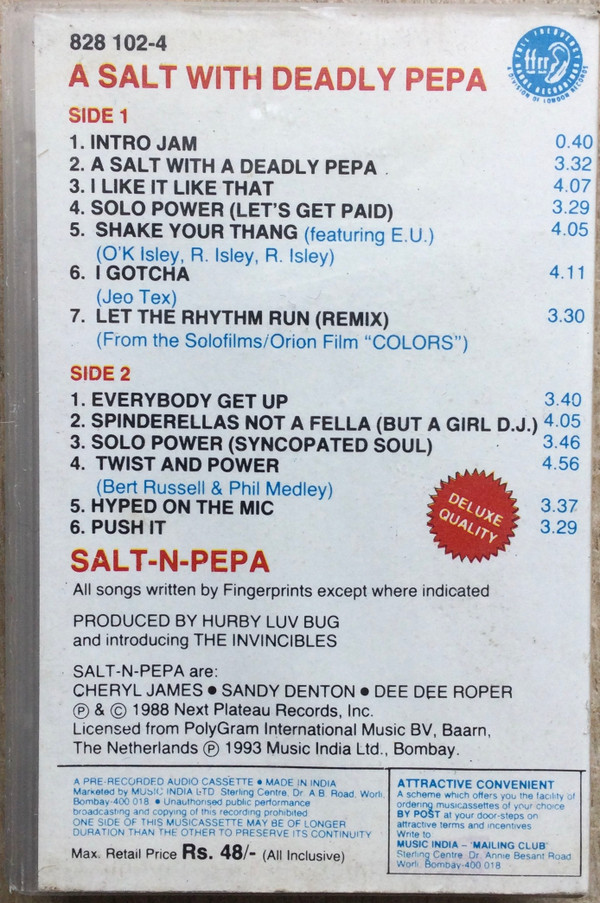 828 102-4
A SALT WITH DEADLY PEPA
FULL FREQUENCY RANGE RECORDINGS
ffrr
A DIVISION OF LONDON RECORDS
SIDE 1
1. INTRO JAM 0.40
2. A SALT WITH A DEADLY PEPA 3.32
3. I LIKE IT LIKE THAT 4.07
4. SOLO POWER (LET'S GET PAID) 3.29
5. SHAKE YOUR THANG (featuring E.U.) 4.05
(O'K Isley, R. Isley, R. Isley)
6. I GOTCHA 4.11
(Jeo Tex)
7. LET THE RHYTHM RUN (REMIX) 3.30
(From the Solofilms/Orion Film "COLORS")
SIDE 2
1. EVERYBODY GET UP 3.40
2. SPINDERELLAS NOT A FELLA (BUT A GIRL D.J.) 4.05
3. SOLO POWER (SYNCOPATED SOUL) 3.46
4. TWIST AND POWER 4.56
(Bert Russell & Phil Medley)
5. HYPED ON THE MIC 3.37
6. PUSH IT 3.29
DELUXE
QUALITY
SALT-N-PEPA
All songs written by Fingerprints except where indicated
PRODUCED BY HURBY LUV BUG
and introducing THE INVINCIBLES
SALT-N-PEPA are:
CHERYL JAMES ● SANDY DENTON ● DEE DEE ROPER
Ⓟ & © 1988 Next Plateau Records, Inc.
Licensed from PolyGram International Music BV, Baarn,
The Netherlands Ⓟ 1993 Music India Ltd., Bombay.
A PRE-RECORDED AUDIO CASSETTE ● MADE IN INDIA
Marketed by MUSIC INDIA LTD. Sterling Centre, Dr. A.B. Road, Worli,
Bombay-400 018 ● Unauthorised public performance
broadcasting and copying of this recording prohibited
ONE SIDE OF THIS MUSICASSETTE MAY BE OF LONGER
DURATION THAN THE OTHER TO PRESERVE ITS CONTINUITY
Max. Retail Price Rs. 48/- (All Inclusive)
ATTRACTIVE CONVENIENT
A scheme which offers you the facility of
ordering musicassettes of your choice
BY POST at your door-steps on
attractive terms and incentives
Write to
MUSIC INDIA – 'MAILING CLUB'
Sterling Centre, Dr. Annie Besant Road
Worli, Bombay-400 018